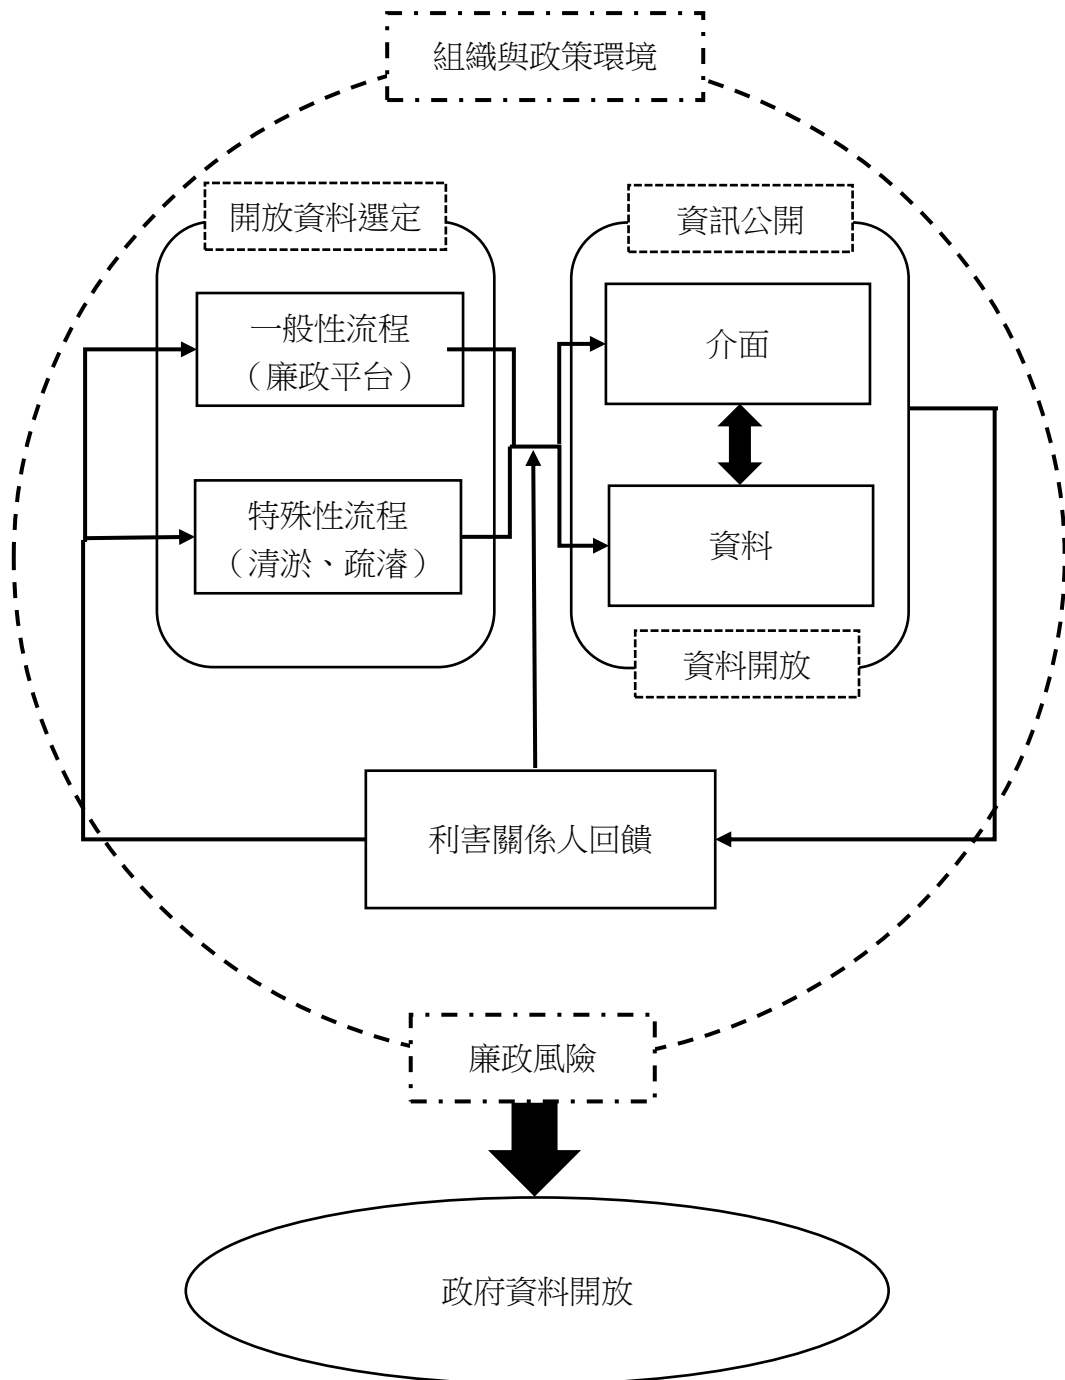 組織與政策環境
開放資料選定
資訊公開
一般性流程
（廉政平台）
介面
特殊性流程
（清淤、疏濬）
資料
資料開放
利害關係人回饋
廉政風險
政府資料開放